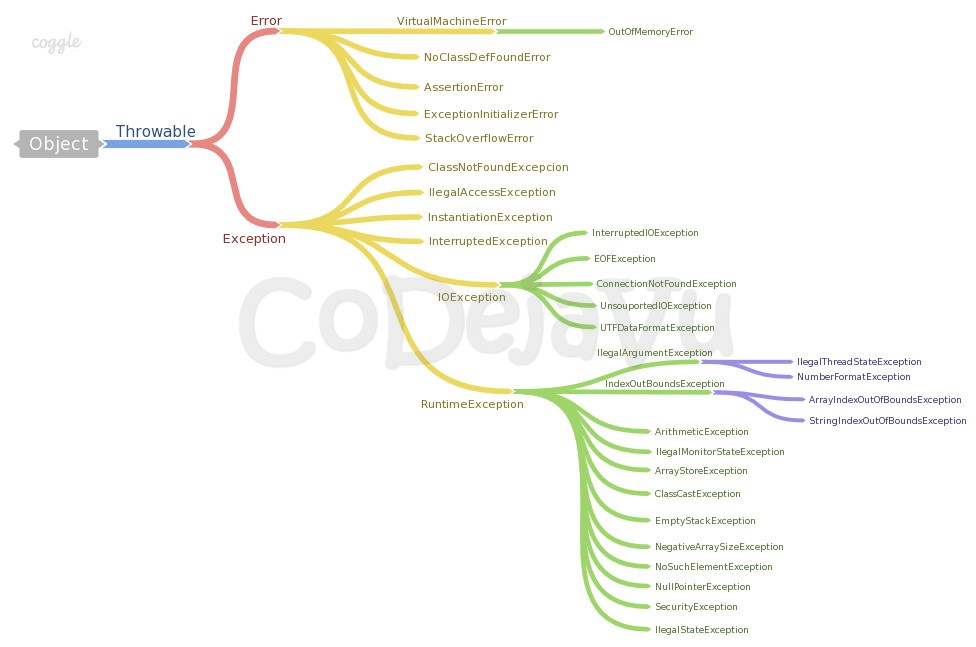 coggle
Object
Throwable
Error
VirtualMachineError
OutOfMemoryError
NoClassDefFoundError
AssertionError
ExceptionInitializerError
StackOverflowError
Exception
ClassNotFoundExcepcion
IlegalAccessException
InstantiationException
InterruptedException
IOException
InterruptedIOException
EOFException
ConnectionNotFoundException
UnsouportedIOException
UTFDataFormatException
CoDejaVu
RuntimeException
IlegalArgumentException
IlegalThreadStateException
NumberFormatException
IndexOutBoundsException
ArrayIndexOutOfBoundsException
StringIndexOutOfBoundsException
ArithmeticException
IlegalMonitorStateException
ArrayStoreException
ClassCastException
EmptyStackException
NegativeArraySizeException
NoSuchElementException
NullPointerException
SecurityException
IlegalStateException